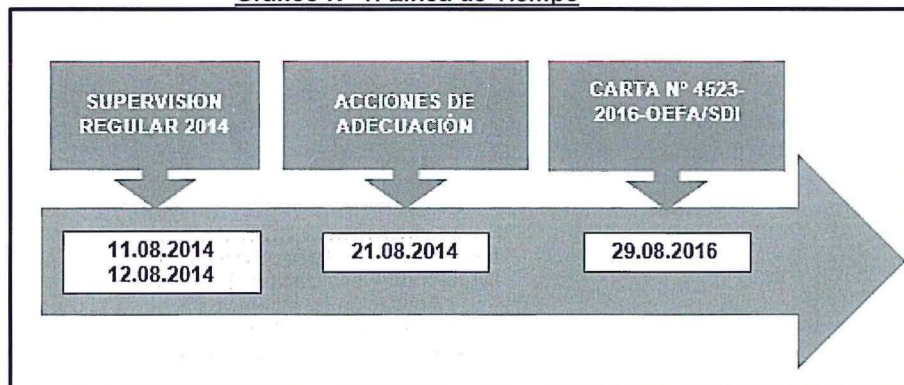 Gráfico N° 1: Línea de Tiempo
SUPERVISION
REGULAR 2014
ACCIONES DE
ADECUACIÓN
CARTA N° 4523-
2016-OEFA/SDI
11.08.2014
12.08.2014
21.08.2014
29.08.2016